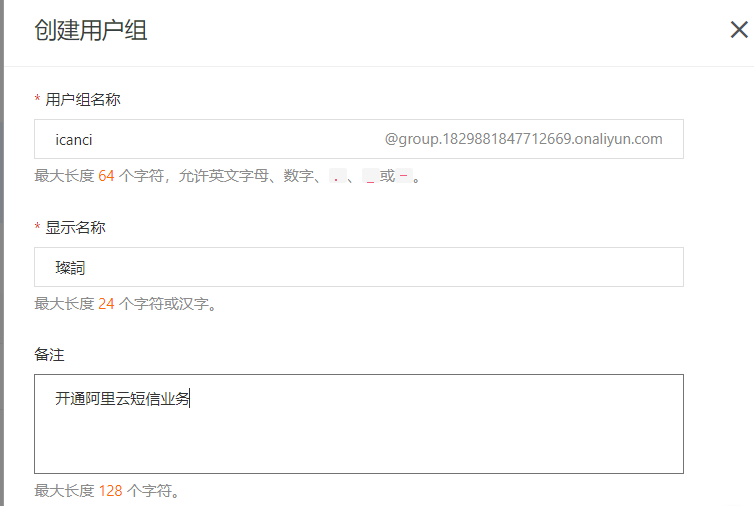 创建用户组
* 用户组名称
icanci @group.1829881847712669.onaliyun.com
最大长度 64 个字符，允许英文字母、数字、.、_ 或 -。
* 显示名称
璨詞
最大长度 24 个字符或汉字。
备注
开通阿里云短信业务
最大长度 128 个字符。